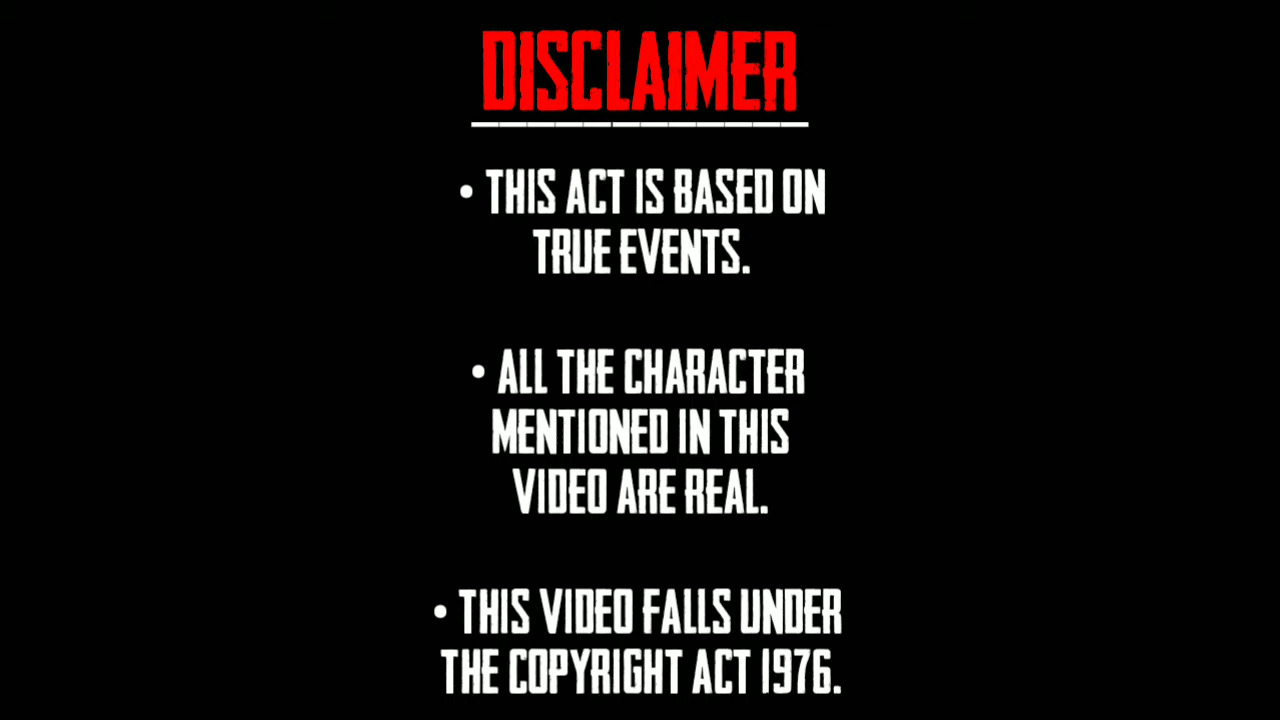 DISCLAIMER
• THIS ACT IS BASED ON
TRUE EVENTS.
• ALL THE CHARACTER
MENTIONED IN THIS
VIDEO ARE REAL.
• THIS VIDEO FALLS UNDER
THE COPYRIGHT ACT 1976.